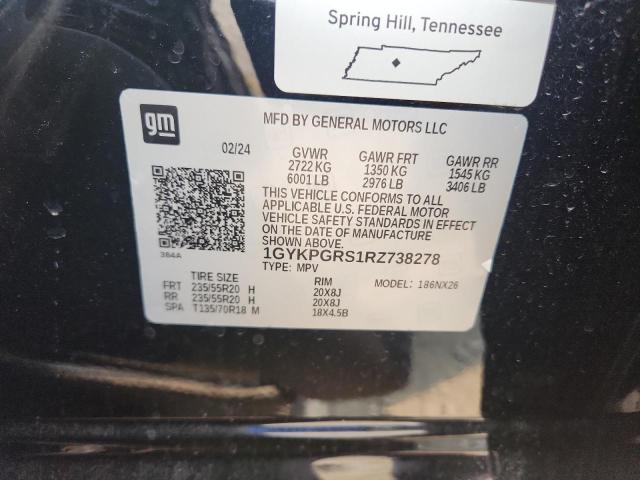 Spring Hill, Tennessee
gm
MFD BY GENERAL MOTORS LLC
02/24
GVWR GAWR FRT GAWR RR
2722 KG 1350 KG 1545 KG
6001 LB 2976 LB 3406 LB
THIS VEHICLE CONFORMS TO ALL
APPLICABLE U.S. FEDERAL MOTOR
VEHICLE SAFETY STANDARDS IN EFFECT
ON THE DATE OF MANUFACTURE
SHOWN ABOVE.
384A
1GYKPGRS1RZ738278
TYPE: MPV
TIRE SIZE RIM MODEL: 186NX26
FRT 235/55R20 H 20X8J
RR 235/55R20 H 20X8J
SPA T135/70R18 M 18X4.5B